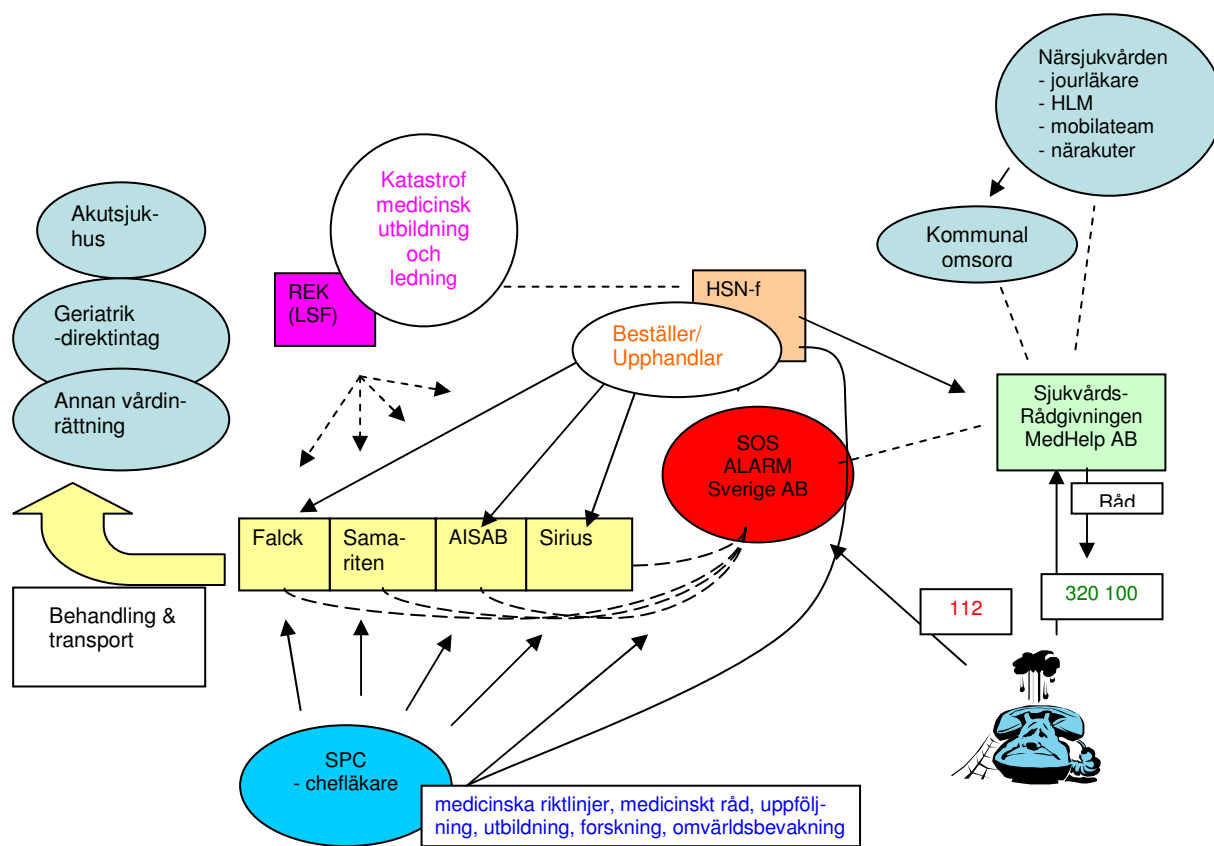 Närsjukvården
- jourläkare
- HLM
- mobilateam
- närakuter
Katastrof
medicinsk
utbildning
och
ledning
Akutsjuk-
hus
Kommunal
omsorg
REK
(LSF)
HSN-f
Geriatrik
-direktintag
Beställer/
Upphandlar
Annan vårdin-
rättning
Sjukvårds-
Rådgivningen
MedHelp AB
SOS
ALARM
Sverige AB
Råd
Falck
Sama-
riten
AISAB
Sirius
112
320 100
Behandling &
transport
SPC
- chefläkare
medicinska riktlinjer, medicinskt råd, uppfölj-
ning, utbildning, forskning, omvärldsbevakning